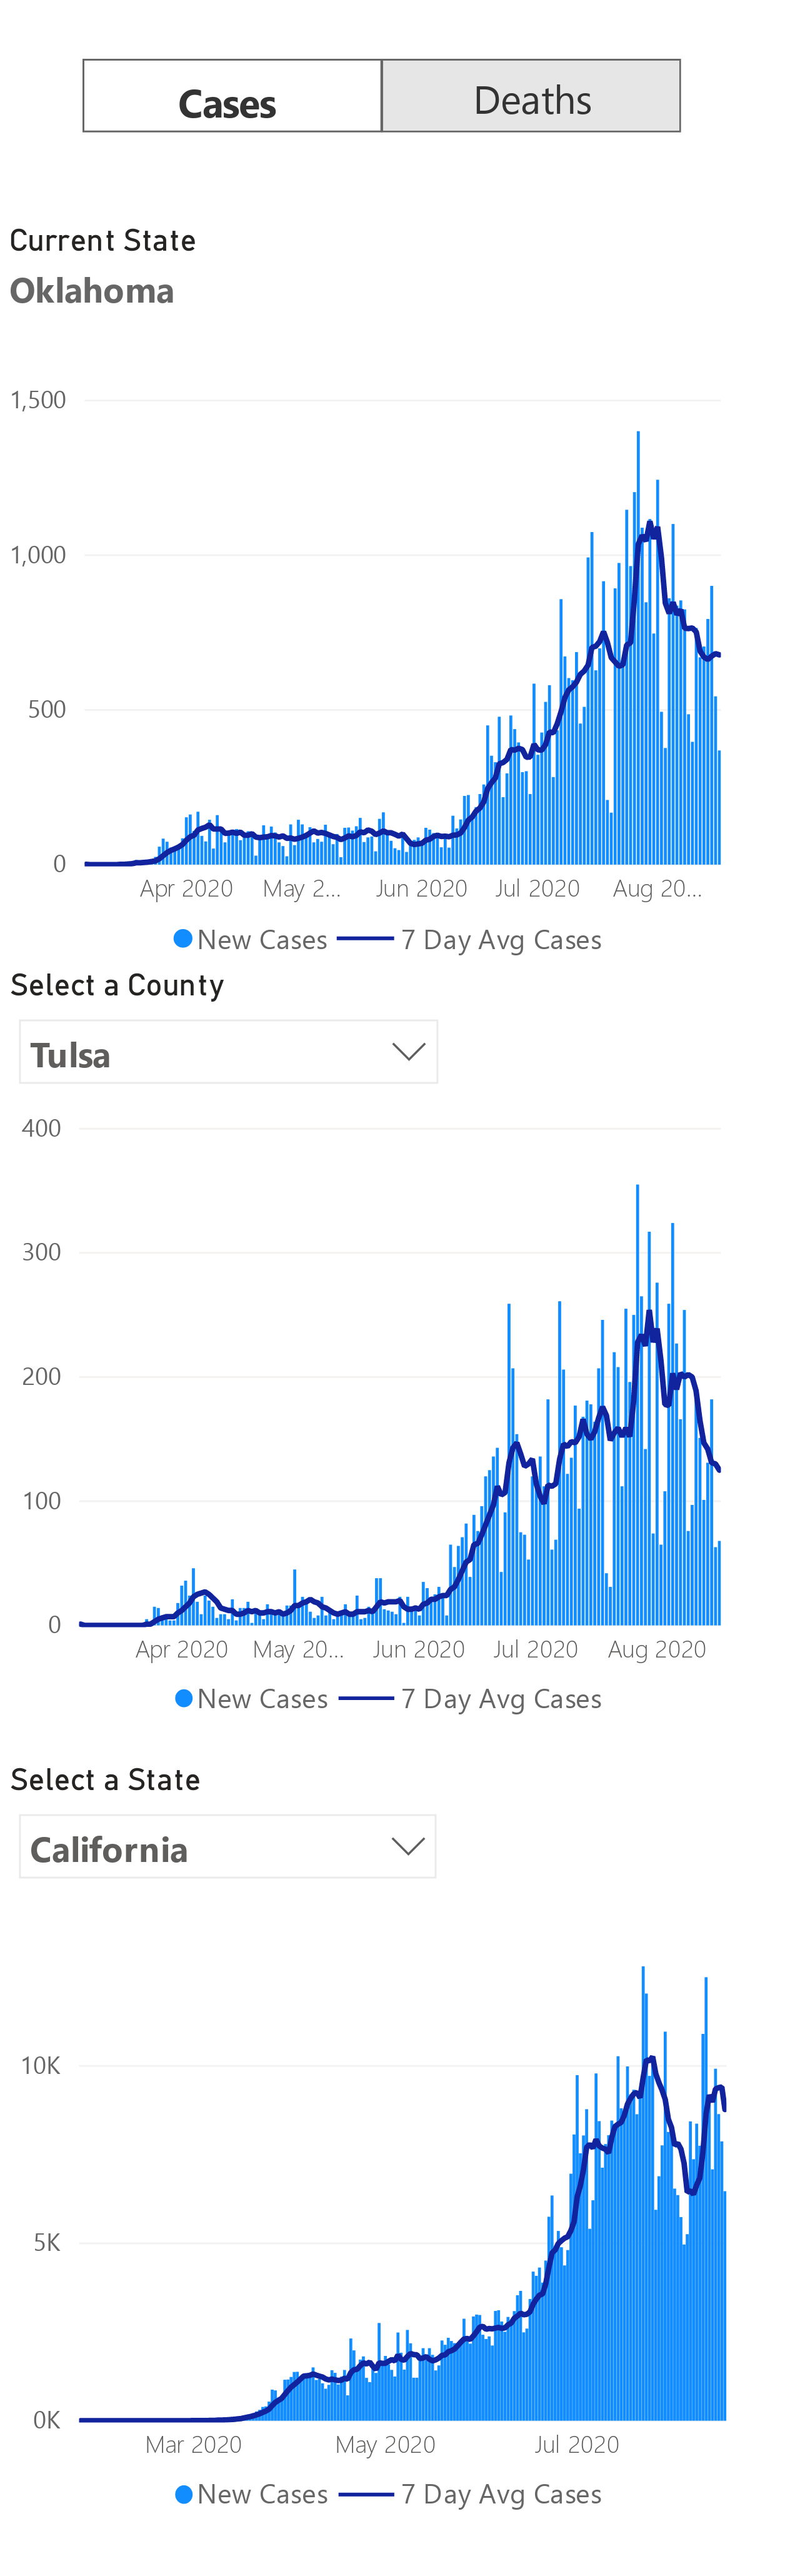 Cases Deaths
Current State
Oklahoma
1,500
1,000
500
0
Apr 2020 May 2... Jun 2020 Jul 2020 Aug 20...
New Cases 7 Day Avg Cases
Select a County
Tulsa
400
300
200
100
0
Apr 2020 May 20... Jun 2020 Jul 2020 Aug 2020
New Cases 7 Day Avg Cases
Select a State
California
10K
5K
0K
Mar 2020 May 2020 Jul 2020
New Cases 7 Day Avg Cases